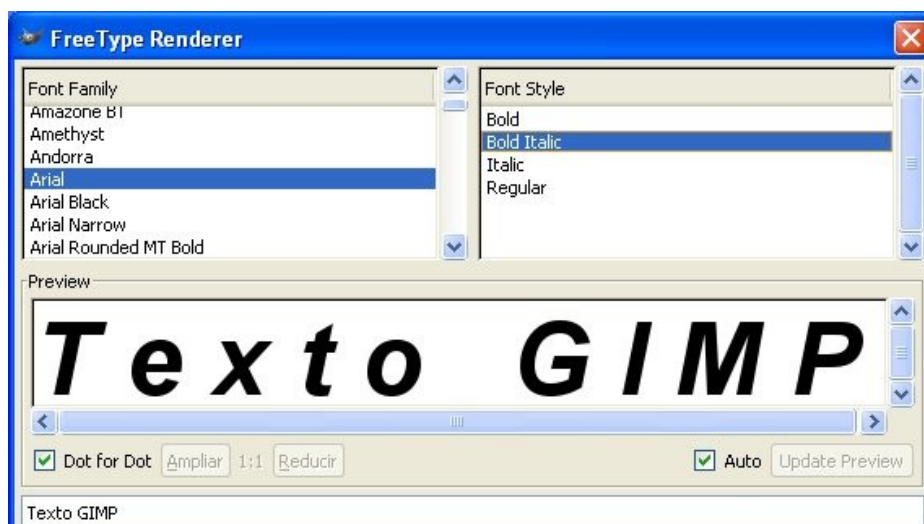 FreeType Renderer
Font Family
Amazone BT
Amethyst
Andorra
Arial
Arial Black
Arial Narrow
Arial Rounded MT Bold
Font Style
Bold
Bold Italic
Italic
Regular
Preview
Texto GIMP
Dot for Dot Ampliar 1:1 Reducir Auto Update Preview
Texto GIMP